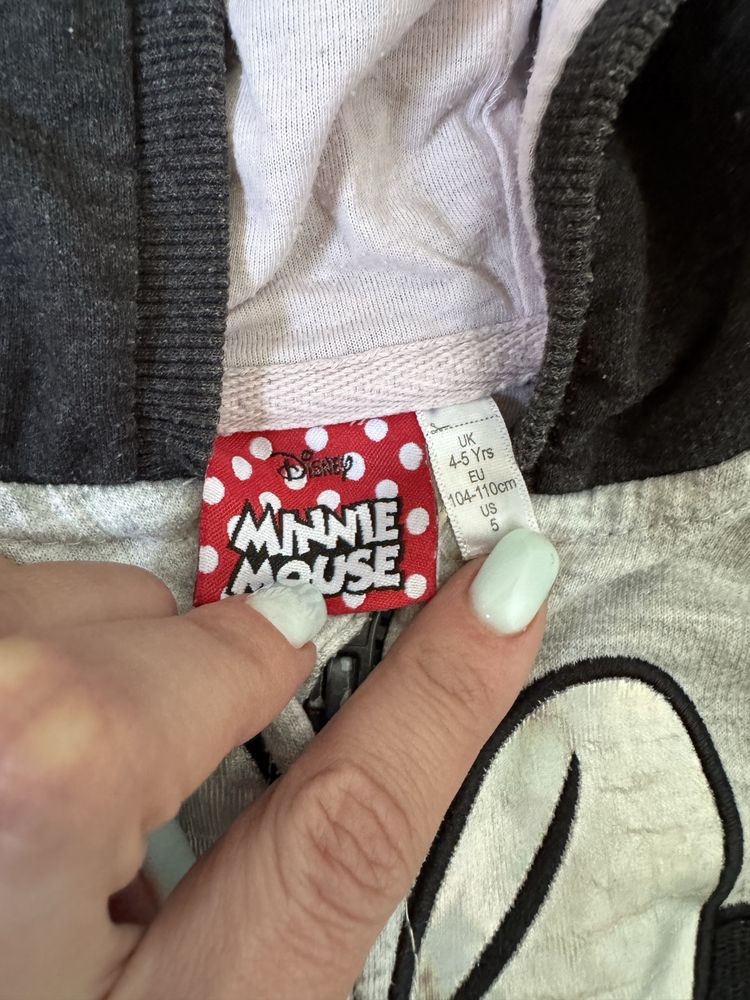 Disney
MINNIE
MOUSE
UK
4-5 Yrs
EU
104-110cm
US
5